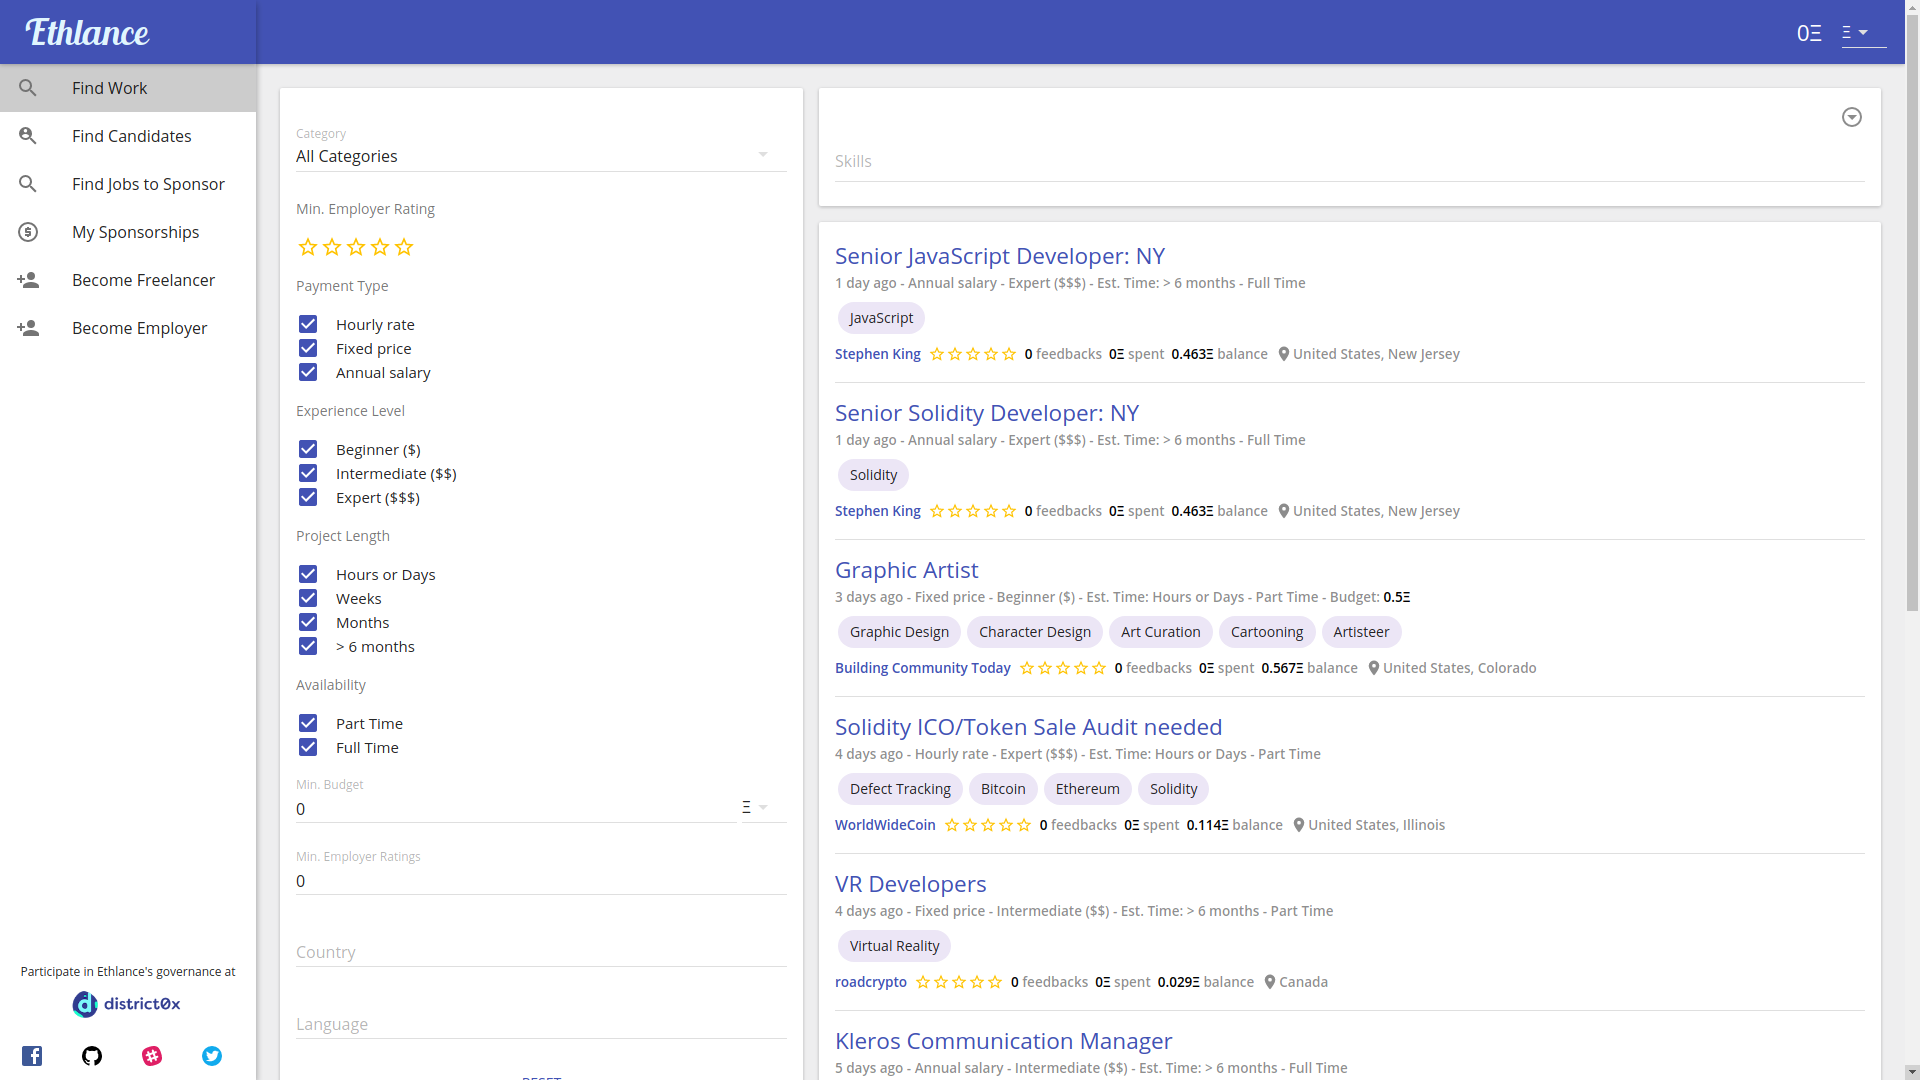 Ethlance
0Ξ Ξ
Find Work
Find Candidates
Find Jobs to Sponsor
My Sponsorships
Become Freelancer
Become Employer
Participate in Ethlance's governance at
district0x
Category
All Categories
Min. Employer Rating
Payment Type
Hourly rate
Fixed price
Annual salary
Experience Level
Beginner ($)
Intermediate ($$)
Expert ($$$)
Project Length
Hours or Days
Weeks
Months
> 6 months
Availability
Part Time
Full Time
Min. Budget
0 Ξ
Min. Employer Ratings
0
Country
Language
RESET
Skills
Senior JavaScript Developer: NY
1 day ago - Annual salary - Expert ($$$) - Est. Time: > 6 months - Full Time
JavaScript
Stephen King 0 feedbacks 0Ξ spent 0.463Ξ balance United States, New Jersey
Senior Solidity Developer: NY
1 day ago - Annual salary - Expert ($$$) - Est. Time: > 6 months - Full Time
Solidity
Stephen King 0 feedbacks 0Ξ spent 0.463Ξ balance United States, New Jersey
Graphic Artist
3 days ago - Fixed price - Beginner ($) - Est. Time: Hours or Days - Part Time - Budget: 0.5Ξ
Graphic Design Character Design Art Curation Cartooning Artisteer
Building Community Today 0 feedbacks 0Ξ spent 0.567Ξ balance United States, Colorado
Solidity ICO/Token Sale Audit needed
4 days ago - Hourly rate - Expert ($$$) - Est. Time: Hours or Days - Part Time
Defect Tracking Bitcoin Ethereum Solidity
WorldWideCoin 0 feedbacks 0Ξ spent 0.114Ξ balance United States, Illinois
VR Developers
4 days ago - Fixed price - Intermediate ($$) - Est. Time: > 6 months - Part Time
Virtual Reality
roadcrypto 0 feedbacks 0Ξ spent 0.029Ξ balance Canada
Kleros Communication Manager
5 days ago - Annual salary - Intermediate ($$) - Est. Time: > 6 months - Full Time